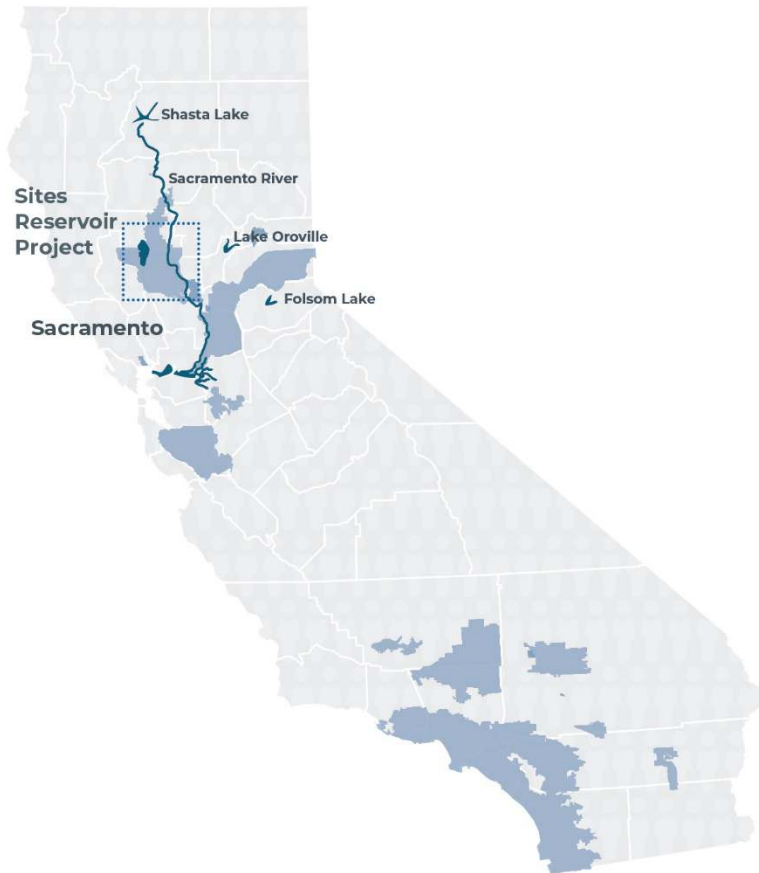 Shasta Lake
Sacramento River
Sites
Reservoir
Project
Lake Oroville
Folsom Lake
Sacramento